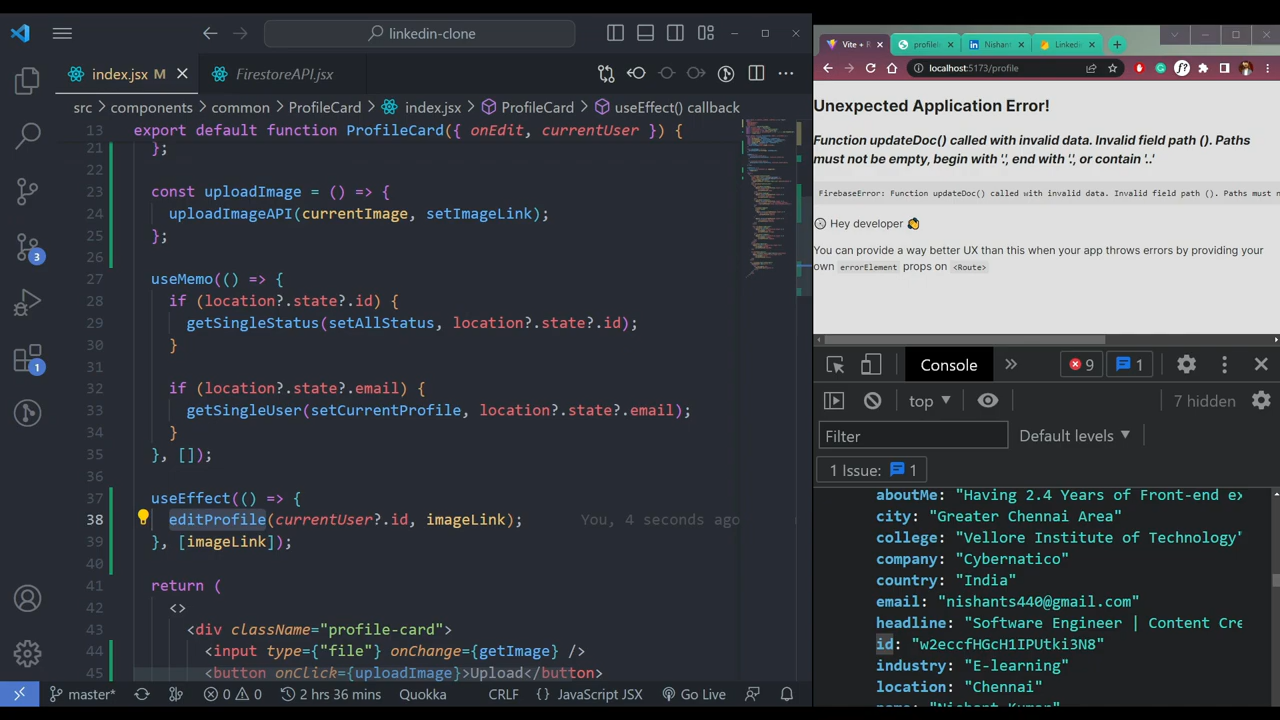 linkedin-clone
index.jsx M
FirestoreAPI.jsx
src > components > common > ProfileCard > index.jsx > ProfileCard > useEffect() callback
13 export default function ProfileCard({ onEdit, currentUser }) {
21 };
22
23 const uploadImage = () => {
24 uploadImageAPI(currentImage, setImageLink);
25 };
26
27 useMemo(() => {
28 if (location?.state?.id) {
29 getSingleStatus(setAllStatus, location?.state?.id);
30 }
31
32 if (location?.state?.email) {
33 getSingleUser(setCurrentProfile, location?.state?.email);
34 }
35 }, []);
36
37 useEffect(() => {
38 editProfile(currentUser?.id, imageLink); You, 4 seconds ago
39 }, [imageLink]);
40
41 return (
42 <>
43 <div className="profile-card">
44 <input type={"file"} onChange={getImage} />
45 <button onClick={uploadImage}>Upload</button>
3
1
master* 0 0 2 hrs 36 mins Quokka CRLF {} JavaScript JSX Go Live
Vite + R
profile
Nishant
Linked
localhost:5173/profile
Unexpected Application Error!
Function updateDoc() called with invalid data. Invalid field path (). Paths
must not be empty, begin with '.', end with '.', or contain '..'
FirebaseError: Function updateDoc() called with invalid data. Invalid field path (). Paths must n
💿 Hey developer 👋
You can provide a way better UX than this when your app throws errors by providing your
own errorElement props on <Route>
Console » 9 1
top 7 hidden
Filter Default levels
1 Issue: 1
aboutMe: "Having 2.4 Years of Front-end ex
city: "Greater Chennai Area"
college: "Vellore Institute of Technology"
company: "Cybernatico"
country: "India"
email: "nishants440@gmail.com"
headline: "Software Engineer | Content Cre
id: "w2eccfHGcH1IPUtki3N8"
industry: "E-learning"
location: "Chennai"
name: "Nishant Kumar"